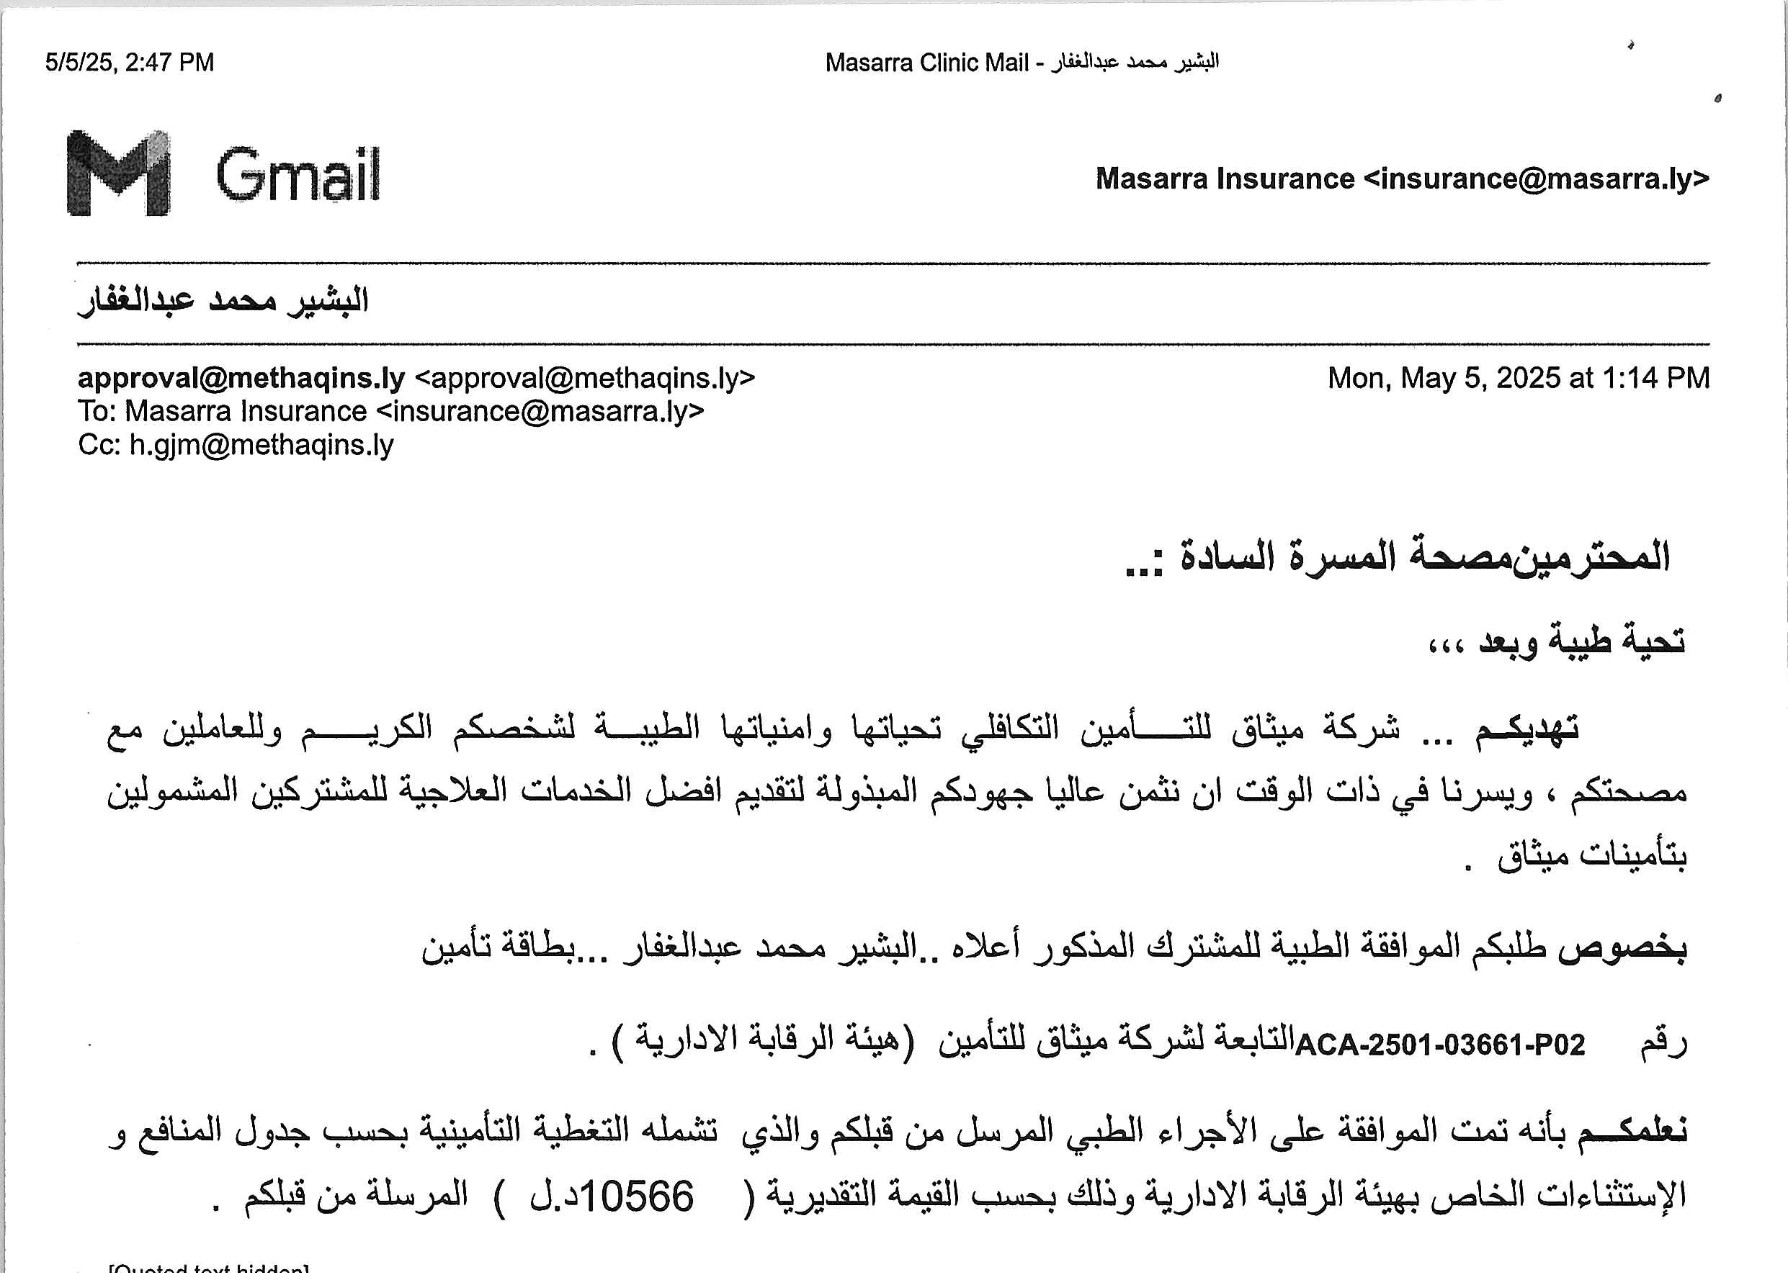 5/5/25, 2:47 PM
Masarra Clinic Mail - البشير محمد عبدالغفار
Gmail
Masarra Insurance <insurance@masarra.ly>
البشير محمد عبدالغفار
approval@methaqins.ly <approval@methaqins.ly>
Mon, May 5, 2025 at 1:14 PM
To: Masarra Insurance <insurance@masarra.ly>
Cc: h.gjm@methaqins.ly
المحترمينمصحة المسرة السادة :..
تحية طيبة وبعد ،،،
تهديكـم ... شركة ميثاق للتـــأمين التكافلي تحياتها وامنياتها الطيبـة لشخصكم الكريــــم وللعاملين مع
مصحتكم ، ويسرنا في ذات الوقت ان نثمن عاليا جهودكم المبذولة لتقديم افضل الخدمات العلاجية للمشتركين المشمولين
بتأمينات ميثاق .
بخصوص طلبكم الموافقة الطبية للمشترك المذكور أعلاه ..البشير محمد عبدالغفار ...بطاقة تأمين
رقم ACA-2501-03661-P02التابعة لشركة ميثاق للتأمين (هيئة الرقابة الادارية ) .
نعلمكـم بأنه تمت الموافقة على الأجراء الطبي المرسل من قبلكم والذي تشمله التغطية التأمينية بحسب جدول المنافع و
الإستثناءات الخاص بهيئة الرقابة الادارية وذلك بحسب القيمة التقديرية ( 10566د.ل ) المرسلة من قبلكم .
[Quoted text hidden]